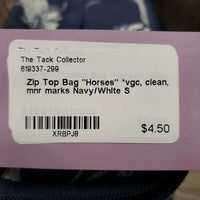 The Tack Collector
619337-299
Zip Top Bag "Horses" *vgc, clean,
mnr marks Navy/White S
XRBPJ8
$4.50